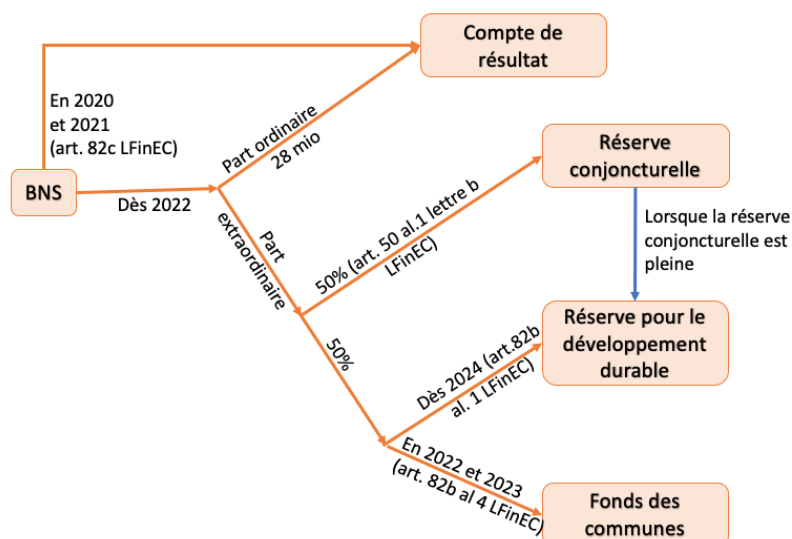 Compte de
résultat
En 2020
et 2021
(art. 82c LFinEC)
Part ordinaire
28 mio
BNS
Dès 2022
Réserve
conjoncturelle
Part
extraordinaire
50% (art. 50 al.1 lettre b
LFinEC)
Lorsque la réserve
conjoncturelle est
pleine
50%
Réserve pour le
développement
durable
Dès 2024 (art.82b
al. 1 LFinEC)
En 2022 et 2023
(art. 82b al 4 LFinEC)
Fonds des
communes